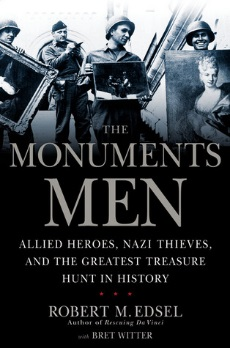 THE
MONUMENTS
MEN
ALLIED HEROES, NAZI THIEVES,
AND THE GREATEST TREASURE
HUNT IN HISTORY
ROBERT M. EDSEL
Author of Rescuing Da Vinci
with BRET WITTER